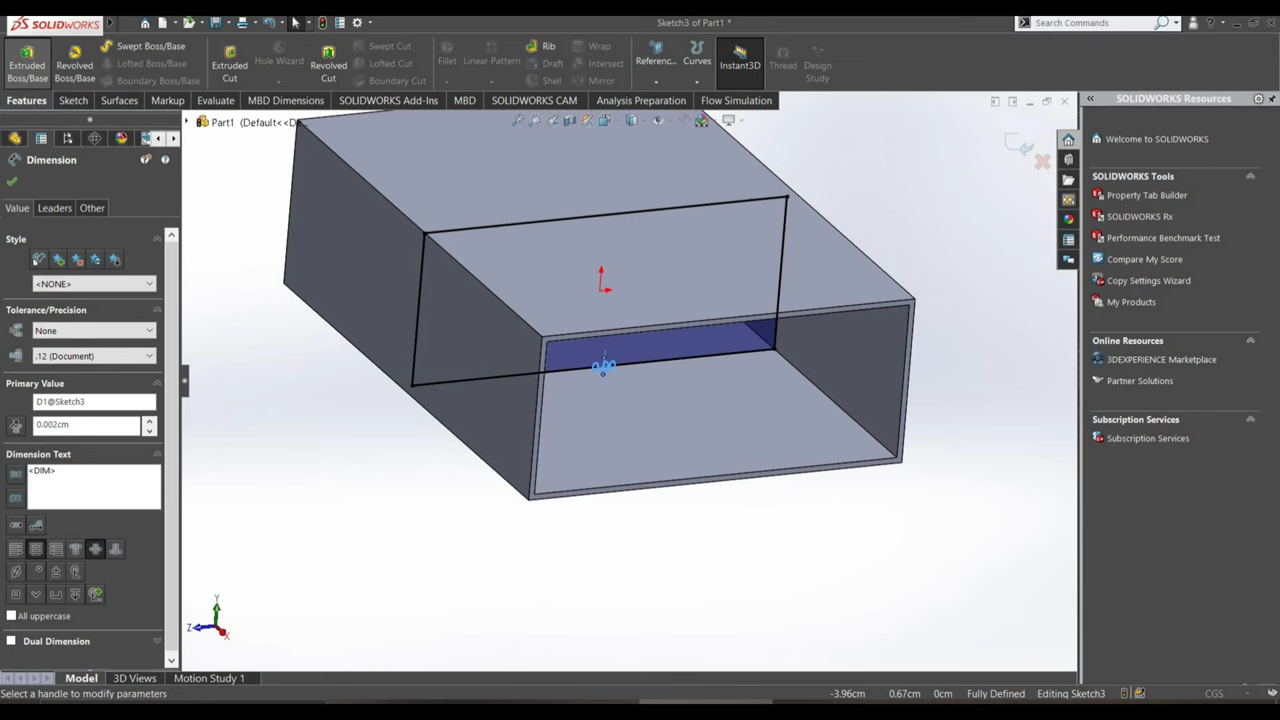 SOLIDWORKS
Sketch3 of Part1 *
Search Commands
Extruded Boss/Base
Revolved Boss/Base
Swept Boss/Base
Lofted Boss/Base
Boundary Boss/Base
Extruded Cut
Hole Wizard
Revolved Cut
Swept Cut
Lofted Cut
Boundary Cut
Fillet
Linear Pattern
Rib
Draft
Shell
Wrap
Intersect
Mirror
Referenc...
Curves
Instant3D
Thread
Design Study
Features
Sketch
Surfaces
Markup
Evaluate
MBD Dimensions
SOLIDWORKS Add-Ins
MBD
SOLIDWORKS CAM
Analysis Preparation
Flow Simulation
Part1 (Default<<D
Dimension
Value
Leaders
Other
Style
<NONE>
Tolerance/Precision
None
.12 (Document)
Primary Value
D1@Sketch3
0.002cm
Dimension Text
<DIM>
All uppercase
Dual Dimension
Y
Z
X
SOLIDWORKS Resources
Welcome to SOLIDWORKS
SOLIDWORKS Tools
Property Tab Builder
SOLIDWORKS Rx
Performance Benchmark Test
Compare My Score
Copy Settings Wizard
My Products
Online Resources
3DEXPERIENCE Marketplace
Partner Solutions
Subscription Services
Subscription Services
Model
3D Views
Motion Study 1
Select a handle to modify parameters
-3.96cm
0.67cm
0cm
Fully Defined
Editing Sketch3
CGS